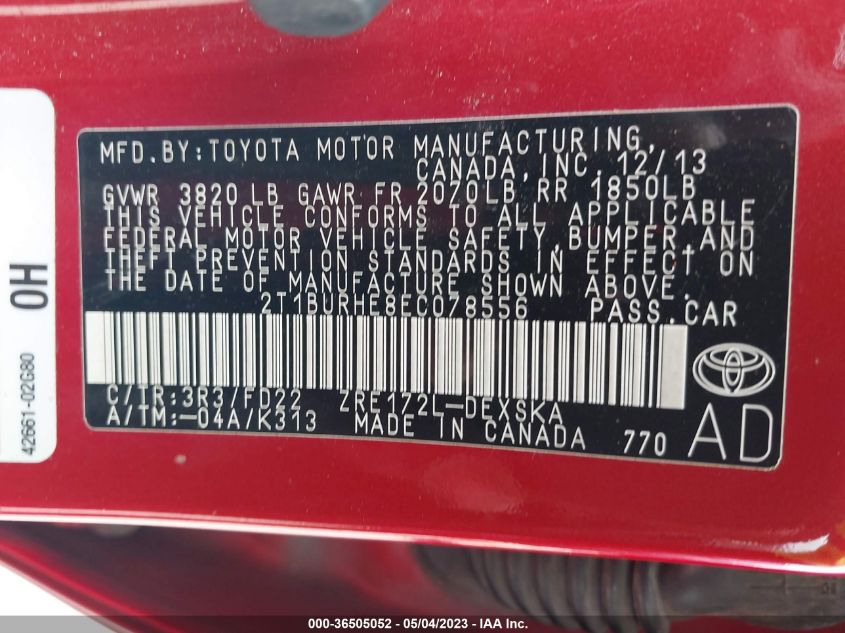 MFD.BY:TOYOTA MOTOR MANUFACTURING,
CANADA,INC. 12/13
GVWR 3820 LB GAWR FR 2070LB RR 1850LB
THIS VEHICLE CONFORMS TO ALL APPLICABLE
FEDERAL MOTOR VEHICLE SAFETY,BUMPER,AND
THEFT PREVENTION STANDARDS IN EFFECT ON
THE DATE OF MANUFACTURE SHOWN ABOVE.
2T1BURHE8EC078556 PASS.CAR
C/TR:3R3/FD22 ZRE172L-DEXSKA
A/TM:-04A/K313 MADE IN CANADA 770 AD
42661-02G80 OH
000-36505052 - 05/04/2023 - IAA Inc.